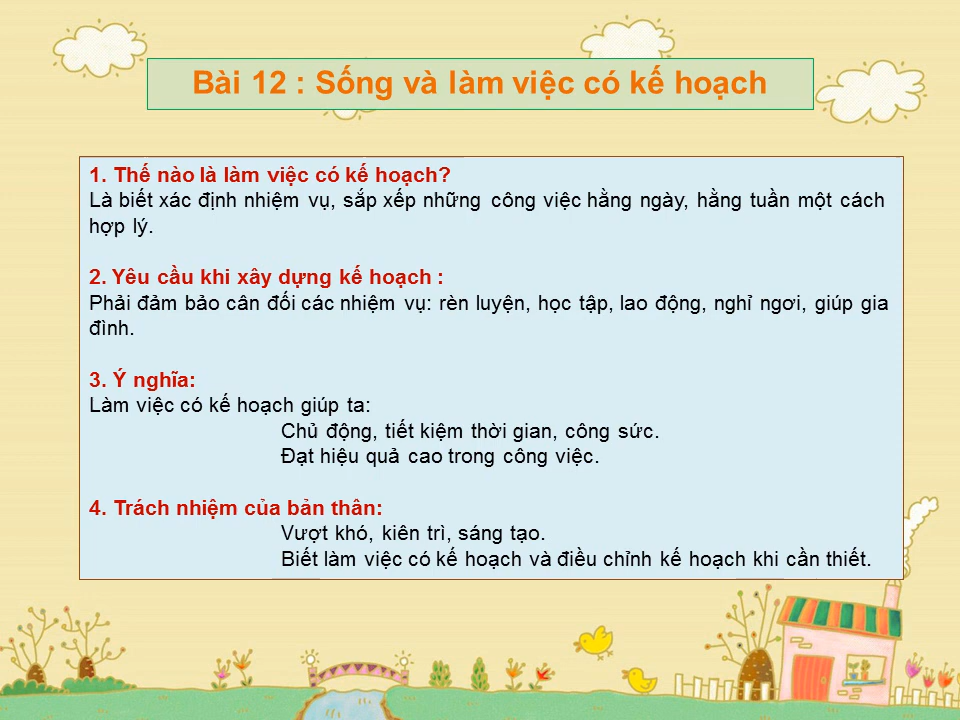 Bài 12 : Sống và làm việc có kế hoạch
1. Thế nào là làm việc có kế hoạch?
Là biết xác định nhiệm vụ, sắp xếp những công việc hằng ngày, hằng tuần một cách
hợp lý.
2. Yêu cầu khi xây dựng kế hoạch :
Phải đảm bảo cân đối các nhiệm vụ: rèn luyện, học tập, lao động, nghỉ ngơi, giúp gia
đình.
3. Ý nghĩa:
Làm việc có kế hoạch giúp ta:
Chủ động, tiết kiệm thời gian, công sức.
Đạt hiệu quả cao trong công việc.
4. Trách nhiệm của bản thân:
Vượt khó, kiên trì, sáng tạo.
Biết làm việc có kế hoạch và điều chỉnh kế hoạch khi cần thiết.